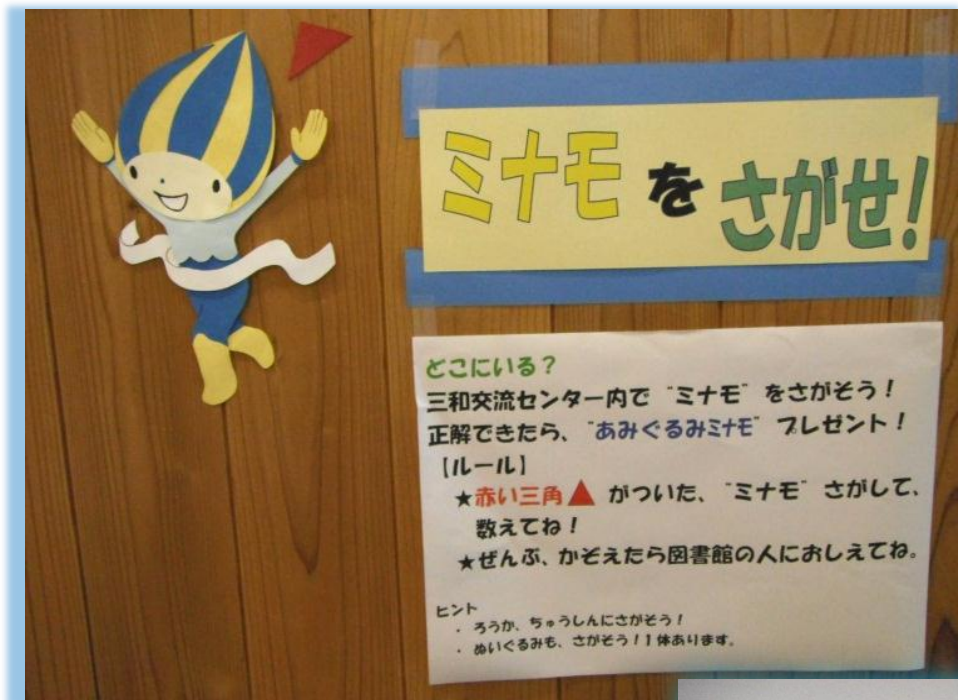 ミナモをさがせ!
どこにいる？
三和交流センター内で “ミナモ” をさがそう！
正解できたら、“あみぐるみミナモ” プレゼント！
【ルール】
★赤い三角▲ がついた、“ミナモ” さがして、
数えてね！
★ぜんぶ、かぞえたら図書館の人におしえてね。
ヒント
・ ろうか、ちゅうしんにさがそう！
・ ぬいぐるみも、さがそう！1体あります。